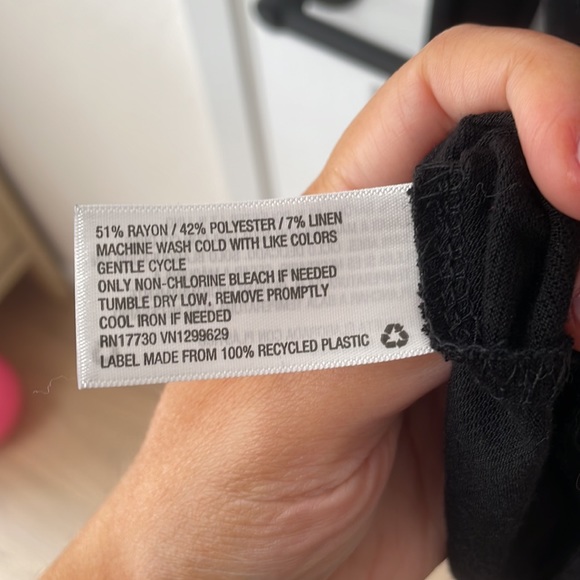 51% RAYON / 42% POLYESTER / 7% LINEN
MACHINE WASH COLD WITH LIKE COLORS
GENTLE CYCLE
ONLY NON-CHLORINE BLEACH IF NEEDED
TUMBLE DRY LOW, REMOVE PROMPTLY
COOL IRON IF NEEDED
RN17730 VN1299629
LABEL MADE FROM 100% RECYCLED PLASTIC